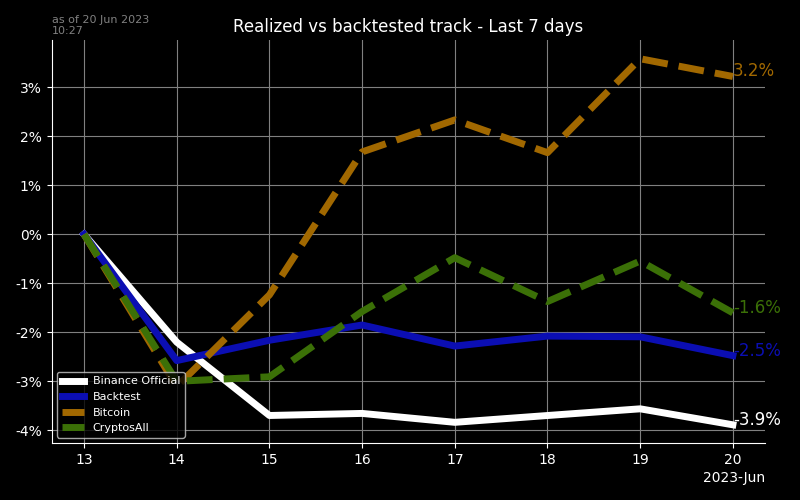 as of 20 Jun 2023
10:27
Realized vs backtested track - Last 7 days
3%
2%
1%
0%
-1%
-2%
-3%
-4%
3.2%
-1.6%
-2.5%
-3.9%
Binance Official
Backtest
Bitcoin
CryptosAll
13 14 15 16 17 18 19 20
2023-Jun